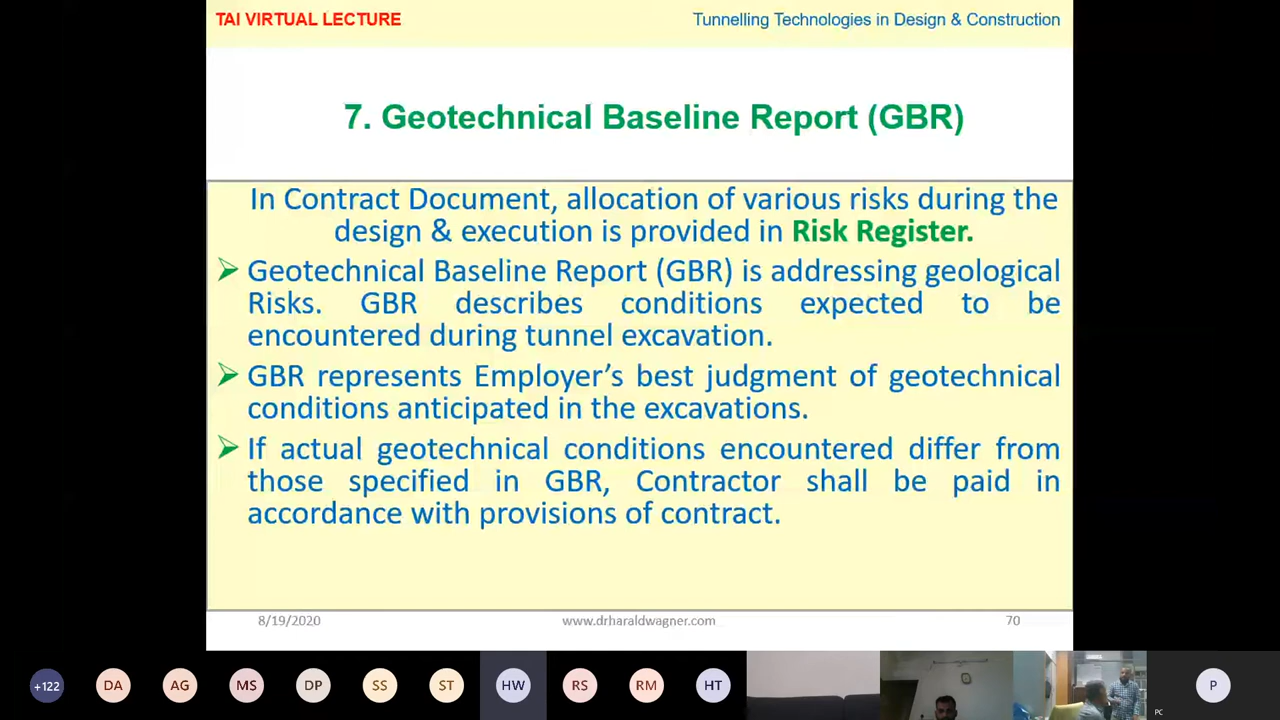 TAI VIRTUAL LECTURE
Tunnelling Technologies in Design & Construction
7. Geotechnical Baseline Report (GBR)
In Contract Document, allocation of various risks during the
design & execution is provided in Risk Register.
Geotechnical Baseline Report (GBR) is addressing geological
Risks. GBR describes conditions expected to be
encountered during tunnel excavation.
GBR represents Employer’s best judgment of geotechnical
conditions anticipated in the excavations.
If actual geotechnical conditions encountered differ from
those specified in GBR, Contractor shall be paid in
accordance with provisions of contract.
8/19/2020
www.drharaldwagner.com
70
+122
DA
AG
MS
DP
SS
ST
HW
RS
RM
HT
PC
P